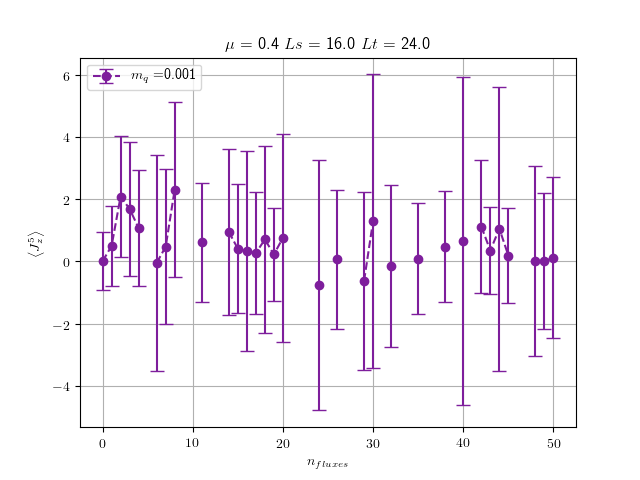 μ = 0.4 Ls = 16.0 Lt = 24.0
m_q =0.001
⟨J_z^5⟩
6
4
2
0
−2
−4
0 10 20 30 40 50
n_fluxes